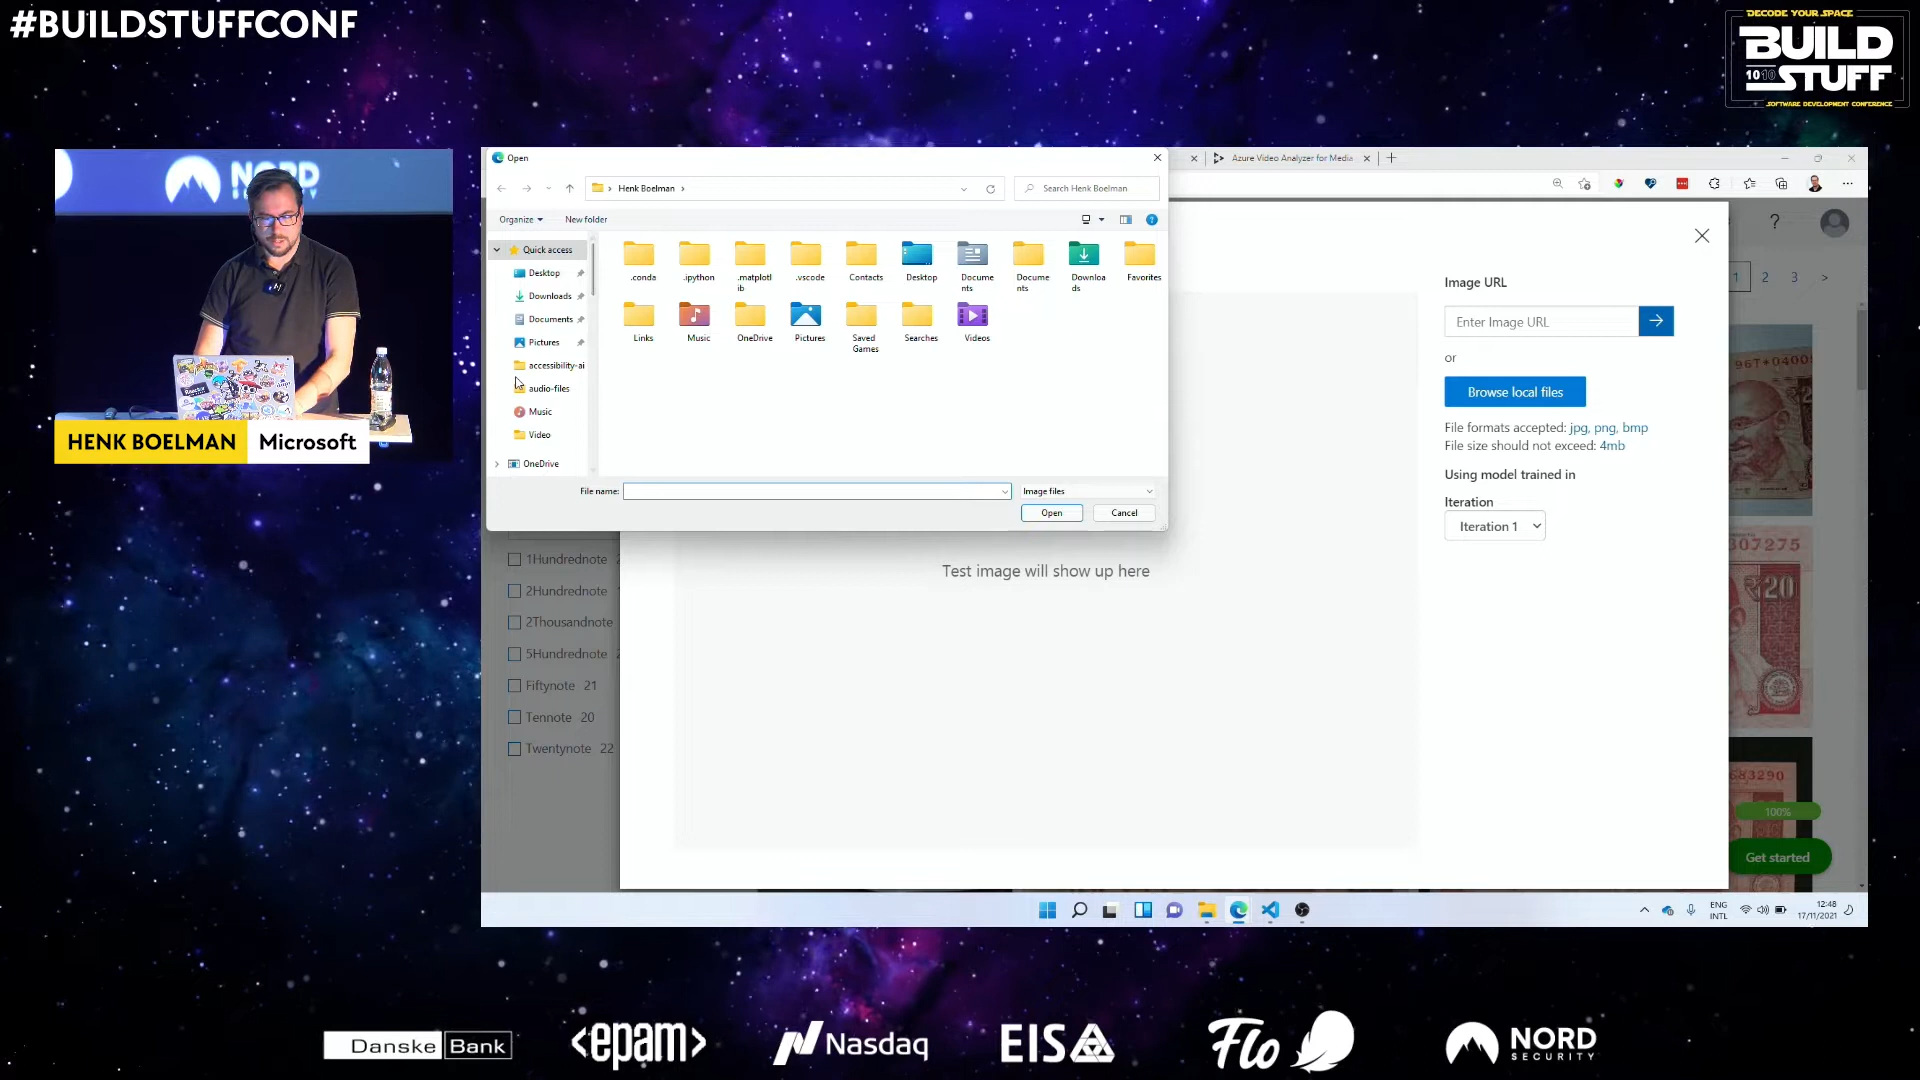 #BUILDSTUFFCONF
DECODE YOUR SPACE
BUILD
1010 STUFF
SOFTWARE DEVELOPMENT CONFERENCE
NORD
HENK BOELMAN Microsoft
Open
Azure Video Analyzer for Media
Henk Boelman
Search Henk Boelman
Organize
New folder
Quick access
Desktop
Downloads
Documents
Pictures
accessibility-ai
audio-files
Music
Video
OneDrive
.conda
.ipython
.matplotlib
.vscode
Contacts
Desktop
Documents
Documents
Downloads
Favorites
Links
Music
OneDrive
Pictures
Saved Games
Searches
Videos
File name:
Image files
Open
Cancel
1Hundrednote
2Hundrednote
2Thousandnote
5Hundrednote
Fiftynote 21
Tennote 20
Twentynote 22
Test image will show up here
Image URL
Enter Image URL
or
Browse local files
File formats accepted: jpg, png, bmp
File size should not exceed: 4mb
Using model trained in
Iteration
Iteration 1
?
1 2 3 >
307275
₹20
683290
100%
Get started
ENG
INTL
12:48
17/11/2021
Danske Bank
<epam>
Nasdaq
EIS
Flo
NORD
SECURITY